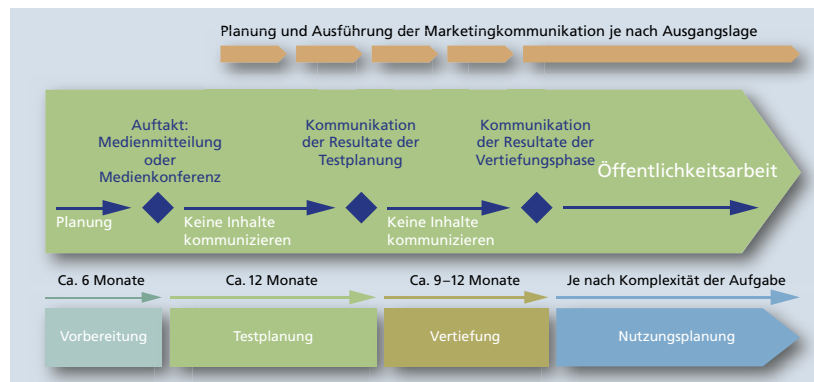 Planung und Ausführung der Marketingkommunikation je nach Ausgangslage
Auftakt:
Medienmitteilung
oder
Medienkonferenz
Kommunikation
der Resultate der
Testplanung
Kommunikation
der Resultate der
Vertiefungsphase
Öffentlichkeitsarbeit
Planung
Keine Inhalte
kommunizieren
Keine Inhalte
kommunizieren
Ca. 6 Monate
Ca. 12 Monate
Ca. 9–12 Monate
Je nach Komplexität der Aufgabe
Vorbereitung
Testplanung
Vertiefung
Nutzungsplanung